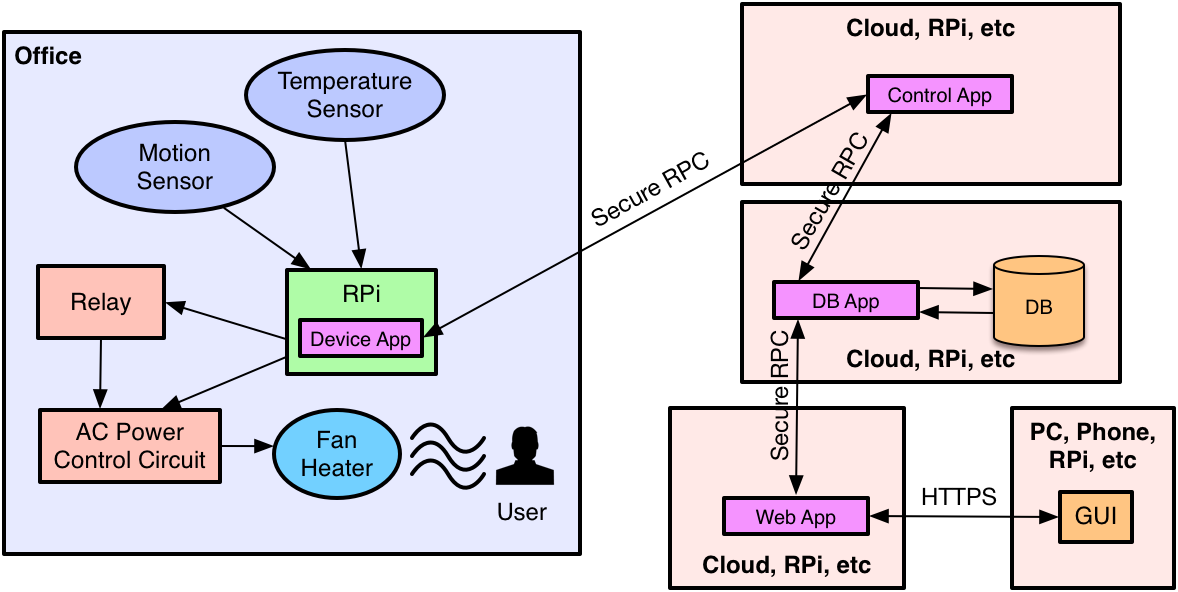 Office
Temperature
Sensor
Motion
Sensor
Relay
RPi
Device App
AC Power
Control Circuit
Fan
Heater
User
Secure RPC
Cloud, RPi, etc
Control App
Secure RPC
DB App
DB
Cloud, RPi, etc
Secure RPC
Web App
Cloud, RPi, etc
HTTPS
PC, Phone,
RPi, etc
GUI